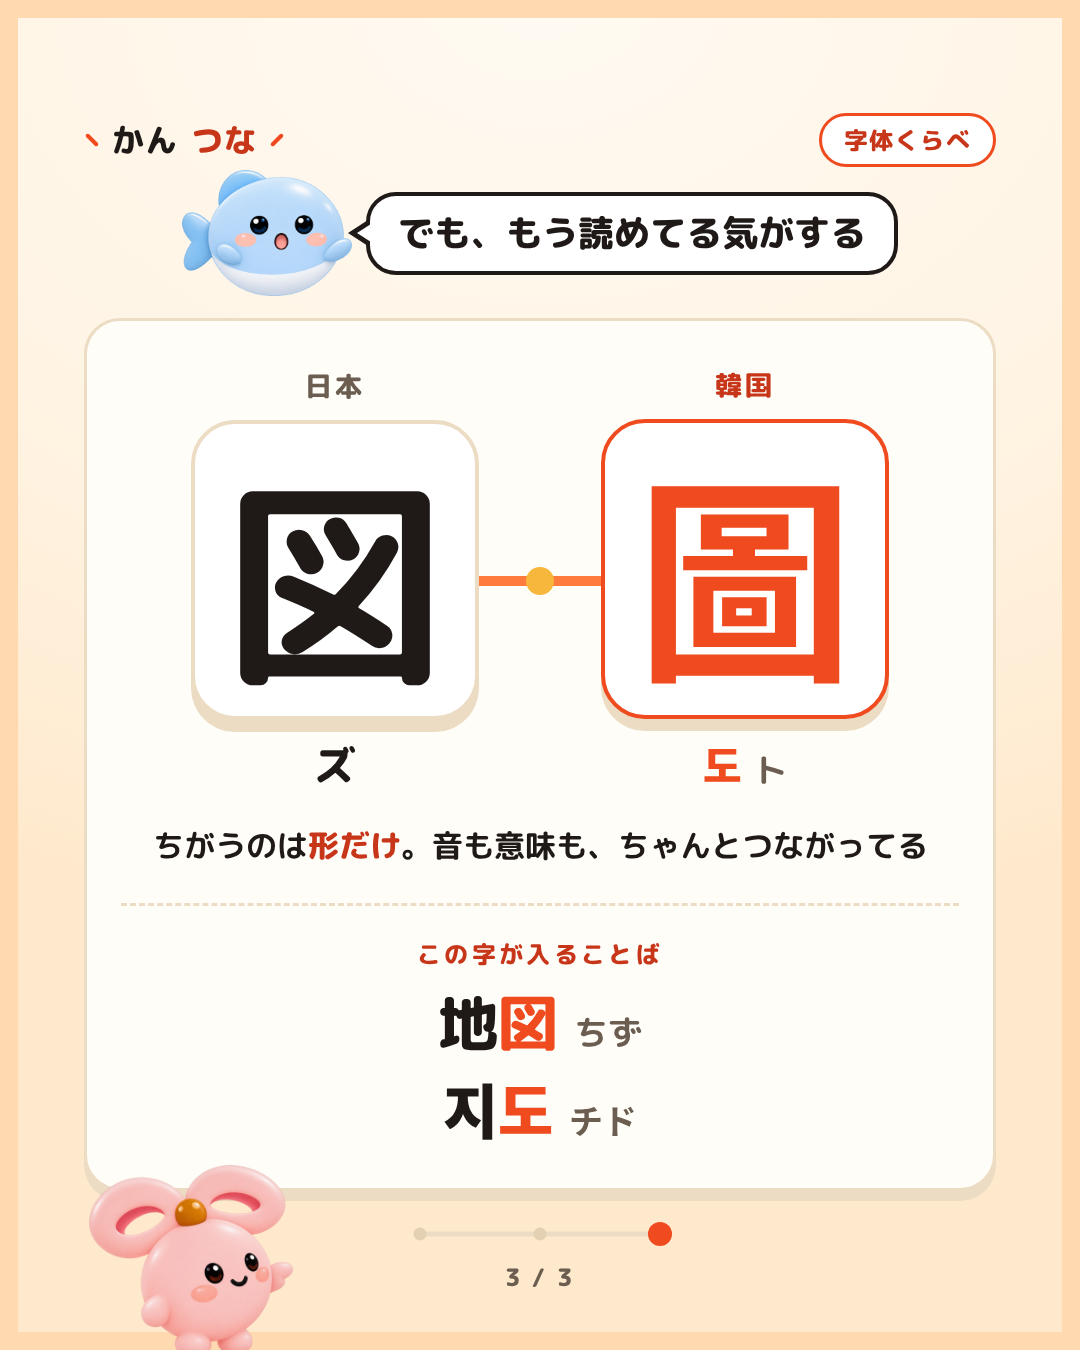 かん つな
字体くらべ
でも、もう読めてる気がする
日本
韓国
図
圖
ズ
도 ト
ちがうのは形だけ。音も意味も、ちゃんとつながってる
この字が入ることば
地図 ちず
지도 チド
3 / 3